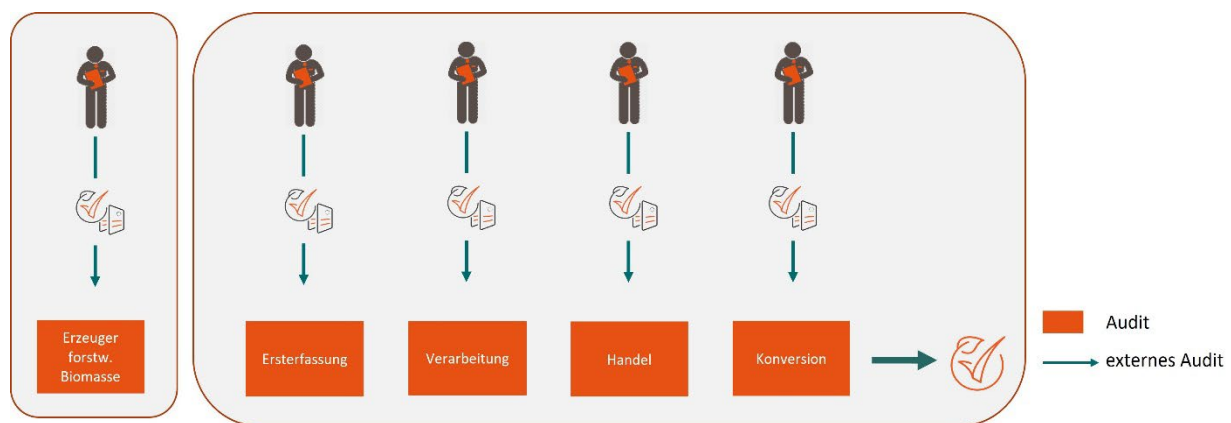 Erzeuger
forstw.
Biomasse
Ersterfassung
Verarbeitung
Handel
Konversion
Audit
externes Audit